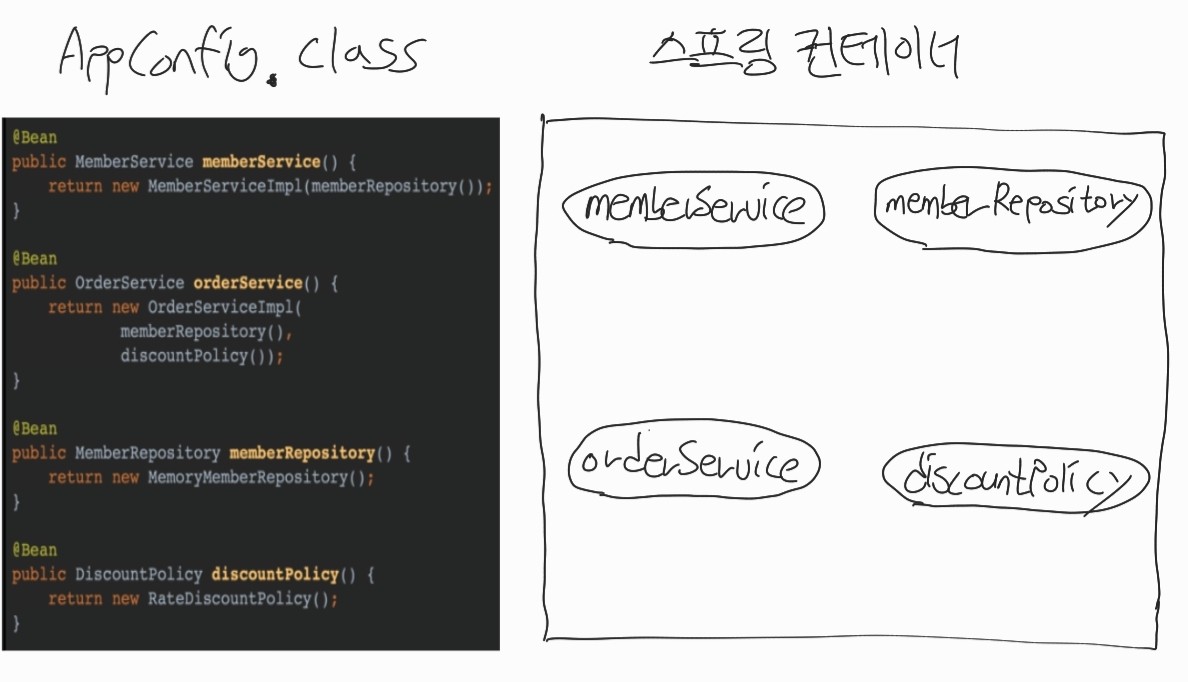 AppConfig.class
@Bean
public MemberService memberService() {
    return new MemberServiceImpl(memberRepository());
}
@Bean
public OrderService orderService() {
    return new OrderServiceImpl(
            memberRepository(),
            discountPolicy());
}
@Bean
public MemberRepository memberRepository() {
    return new MemoryMemberRepository();
}
@Bean
public DiscountPolicy discountPolicy() {
    return new RateDiscountPolicy();
}
스프링 컨테이너
memberService
memberRepository
orderService
discountPolicy